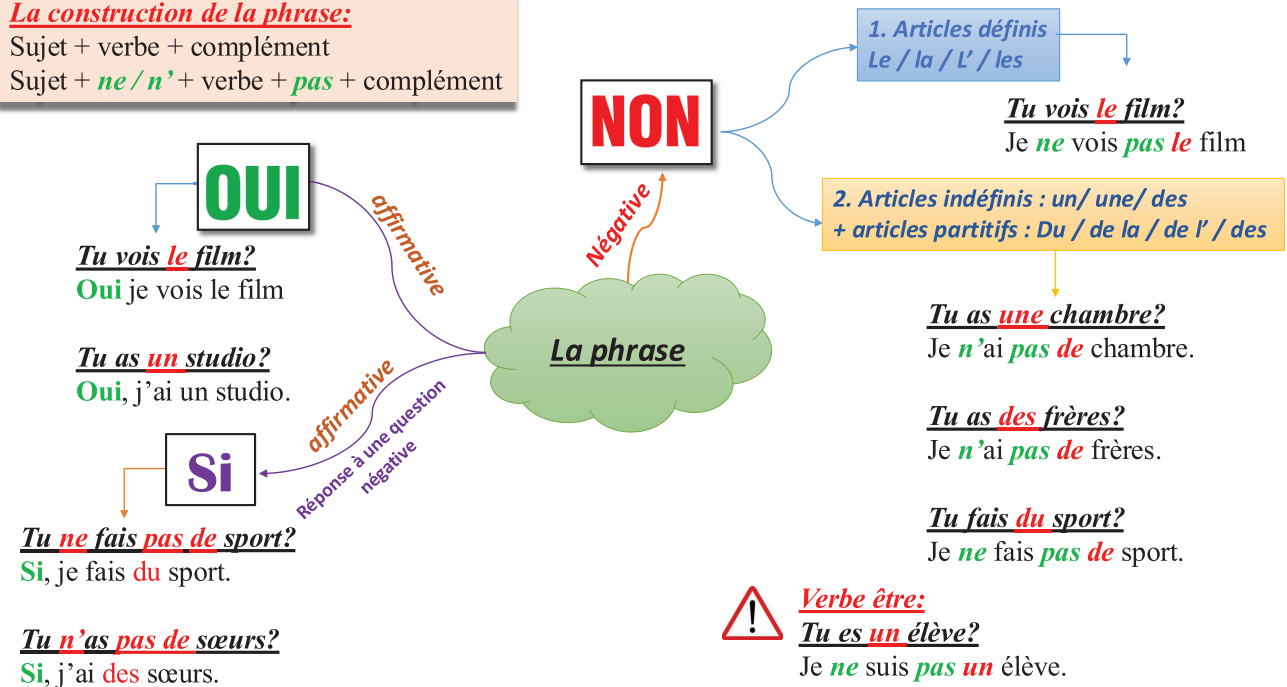 La construction de la phrase:
Sujet + verbe + complément
Sujet + ne / n’ + verbe + pas + complément
OUI
affirmative
Tu vois le film?
Oui je vois le film
Tu as un studio?
Oui, j’ai un studio.
Si
affirmative
Réponse à une question
négative
Tu ne fais pas de sport?
Si, je fais du sport.
Tu n’as pas de sœurs?
Si, j’ai des sœurs.
La phrase
Négative
NON
1. Articles définis
Le / la / L’ / les
Tu vois le film?
Je ne vois pas le film
2. Articles indéfinis : un/ une/ des
+ articles partitifs : Du / de la / de l’ / des
Tu as une chambre?
Je n’ai pas de chambre.
Tu as des frères?
Je n’ai pas de frères.
Tu fais du sport?
Je ne fais pas de sport.
Verbe être:
Tu es un élève?
Je ne suis pas un élève.